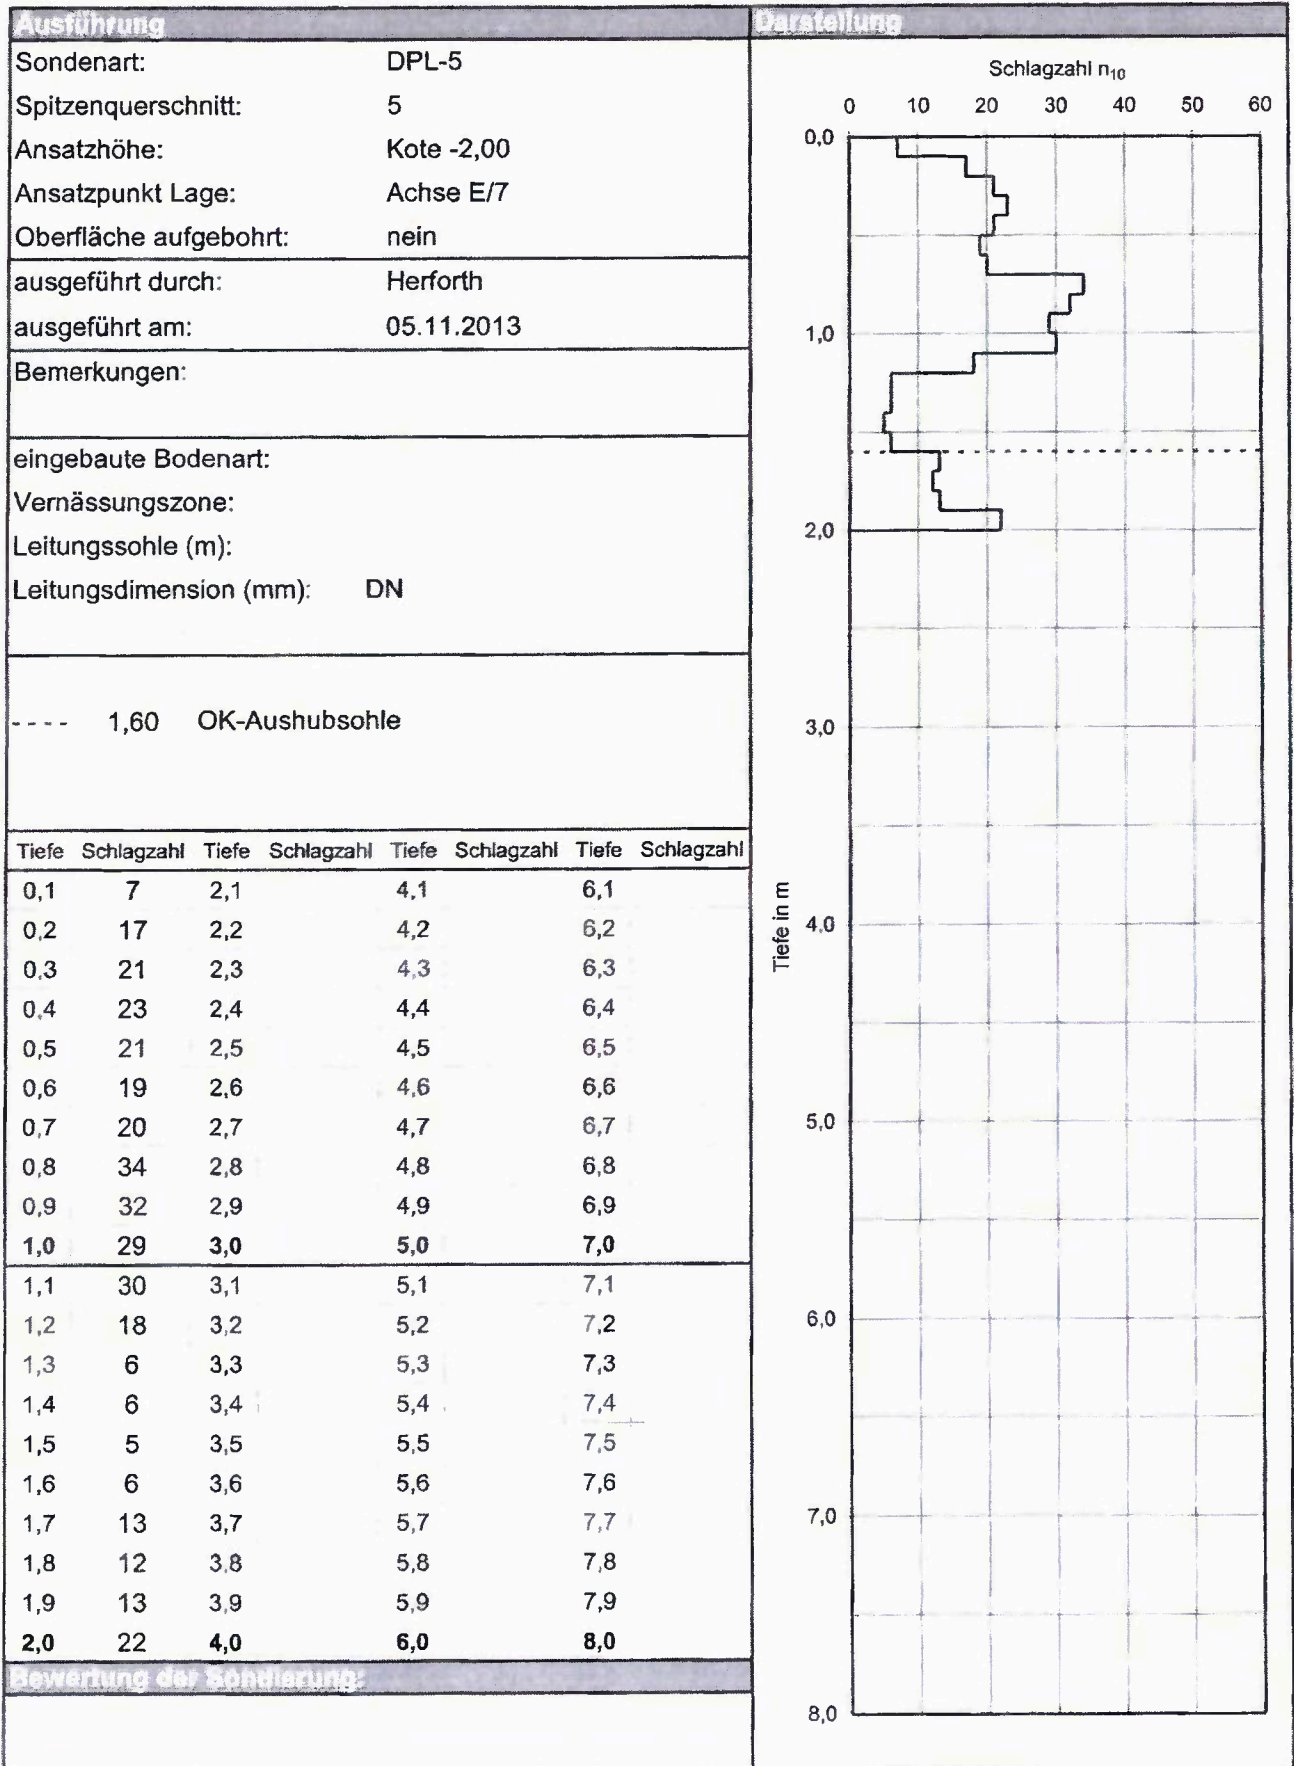 Ausführung
Sondenart: DPL-5
Spitzenquerschnitt: 5
Ansatzhöhe: Kote -2,00
Ansatzpunkt Lage: Achse E/7
Oberfläche aufgebohrt: nein
ausgeführt durch: Herforth
ausgeführt am: 05.11.2013
Bemerkungen:
eingebaute Bodenart:
Vernässungszone:
Leitungssohle (m):
Leitungsdimension (mm): DN
---- 1,60 OK-Aushubsohle
Tiefe Schlagzahl Tiefe Schlagzahl Tiefe Schlagzahl Tiefe Schlagzahl
0,1 7 2,1 4,1 6,1
0,2 17 2,2 4,2 6,2
0,3 21 2,3 4,3 6,3
0,4 23 2,4 4,4 6,4
0,5 21 2,5 4,5 6,5
0,6 19 2,6 4,6 6,6
0,7 20 2,7 4,7 6,7
0,8 34 2,8 4,8 6,8
0,9 32 2,9 4,9 6,9
1,0 29 3,0 5,0 7,0
1,1 30 3,1 5,1 7,1
1,2 18 3,2 5,2 7,2
1,3 6 3,3 5,3 7,3
1,4 6 3,4 5,4 7,4
1,5 5 3,5 5,5 7,5
1,6 6 3,6 5,6 7,6
1,7 13 3,7 5,7 7,7
1,8 12 3,8 5,8 7,8
1,9 13 3,9 5,9 7,9
2,0 22 4,0 6,0 8,0
Bewertung der Sondierung:
Darstellung
Schlagzahl n₁₀
0 10 20 30 40 50 60
0,0
1,0
2,0
3,0
Tiefe in m
4,0
5,0
6,0
7,0
8,0